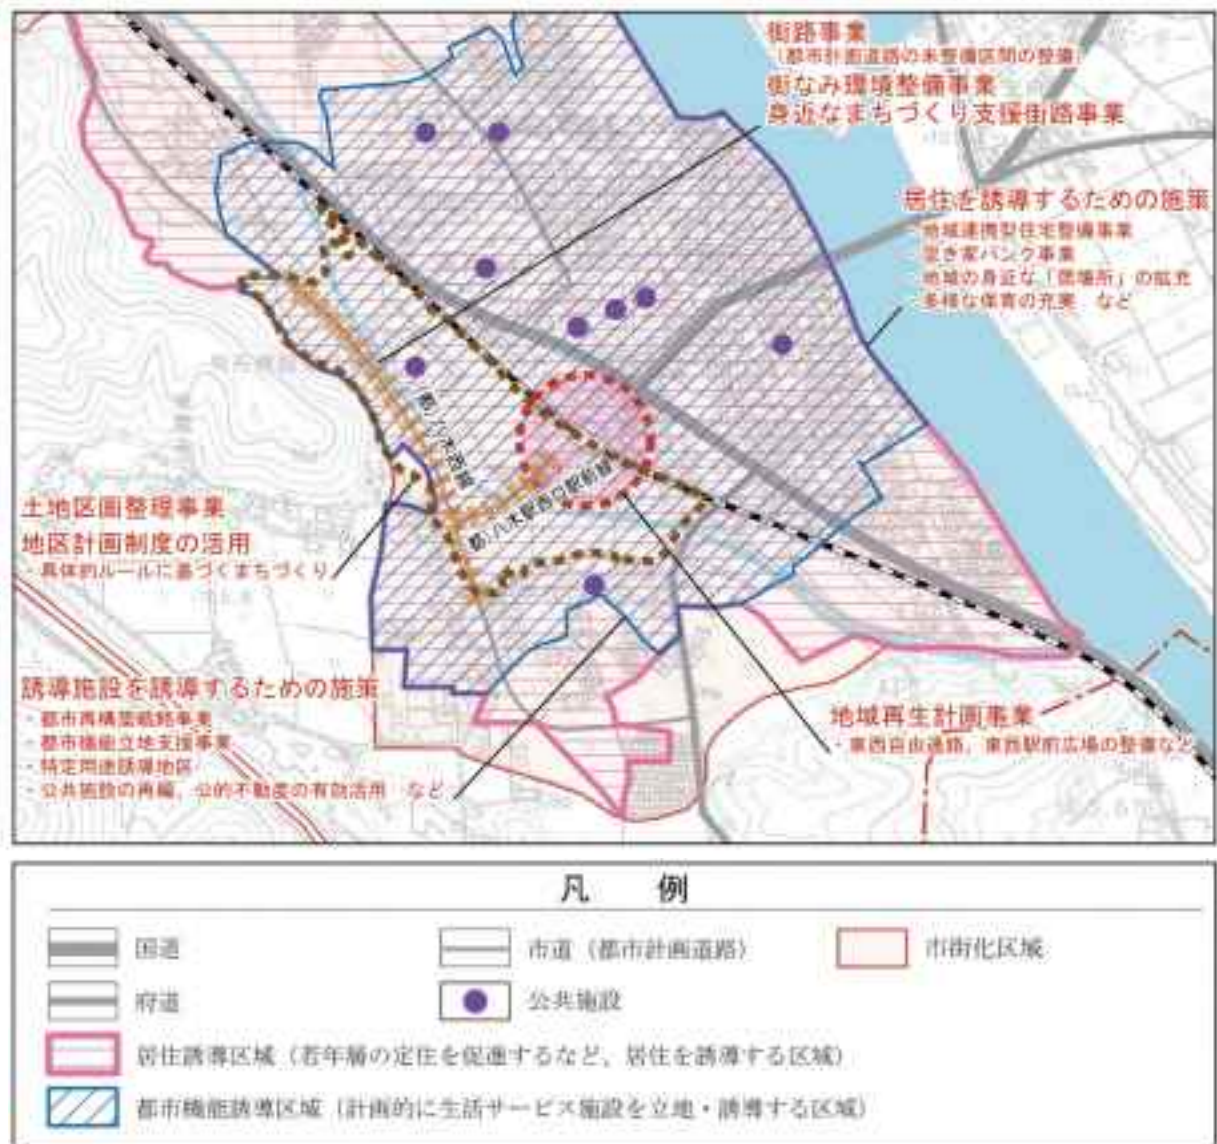 街路事業
(都市計画道路の未整備区間の整備)
街なみ環境整備事業
身近なまちづくり支援街路事業
居住を誘導するための施策
・地域連携型住宅整備事業
・空き家バンク事業
・地域の身近な「居場所」の拡充
・多様な保育の充実 など
(都)八木西線
(都)八木駅西口駅前線
土地区画整理事業
地区計画制度の活用
・具体的ルールに基づくまちづくり
誘導施設を誘導するための施策
・都市再構築戦略事業
・都市機能立地支援事業
・特定用途誘導地区
・公共施設の再編、公的不動産の有効活用 など
地域再生計画事業
・東西自由通路、東西駅前広場の整備など
凡 例
国道
市道(都市計画道路)
市街化区域
府道
公共施設
居住誘導区域(若年層の定住を促進するなど、居住を誘導する区域)
都市機能誘導区域(計画的に生活サービス施設を立地・誘導する区域)